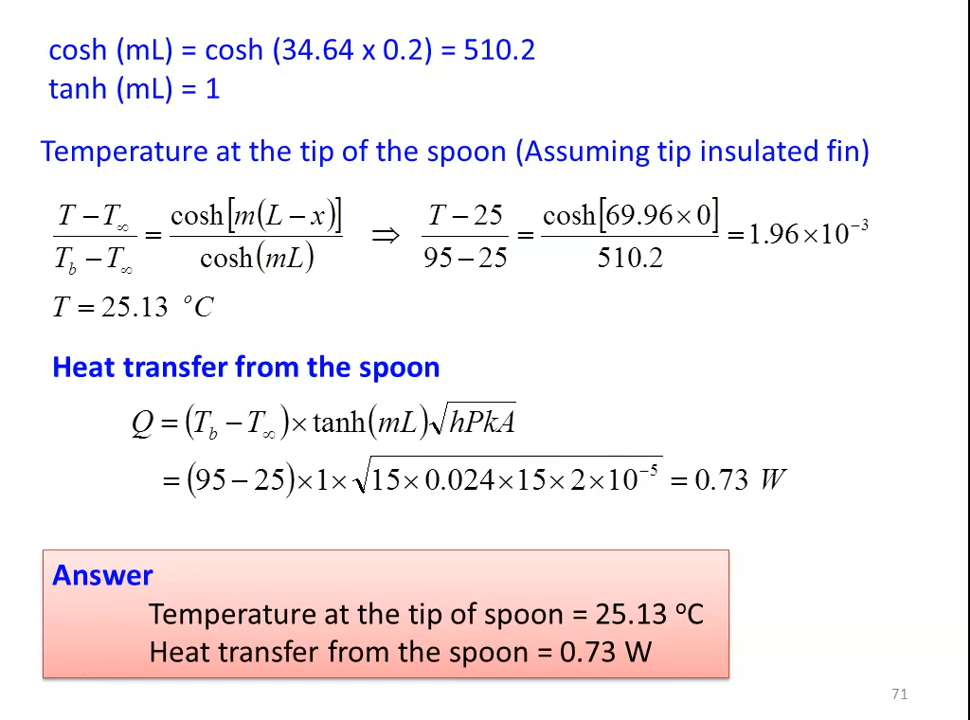 cosh (mL) = cosh (34.64 x 0.2) = 510.2
tanh (mL) = 1
Temperature at the tip of the spoon (Assuming tip insulated fin)
(T − T∞)/(T_b − T∞) = cosh[m(L − x)]/cosh(mL) ⇒ (T − 25)/(95 − 25) = cosh[69.96 × 0]/510.2 = 1.96 × 10⁻³
T = 25.13 °C
Heat transfer from the spoon
Q = (T_b − T∞) × tanh(mL)√(hPkA)
= (95 − 25) × 1 × √(15 × 0.024 × 15 × 2 × 10⁻⁵) = 0.73 W
Answer
Temperature at the tip of spoon = 25.13 °C
Heat transfer from the spoon = 0.73 W
71